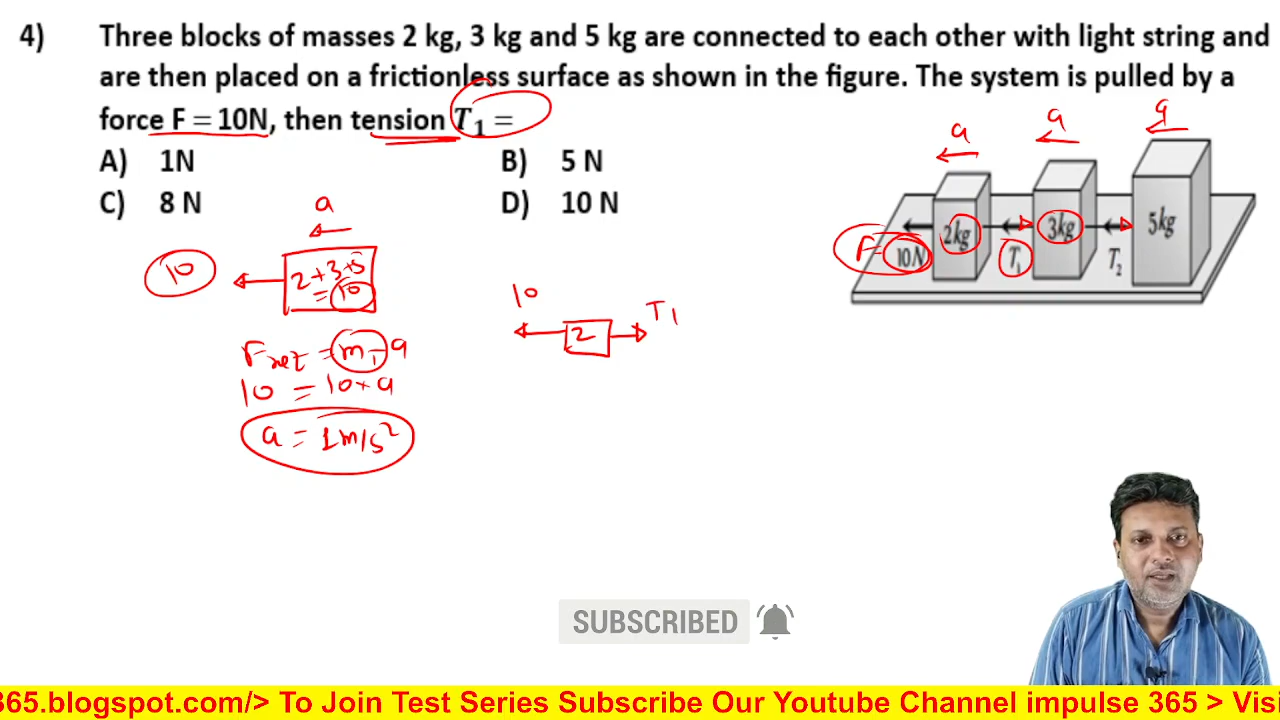 4) Three blocks of masses 2 kg, 3 kg and 5 kg are connected to each other with light string and
are then placed on a frictionless surface as shown in the figure. The system is pulled by a
force F = 10N, then tension T₁ =
A) 1N B) 5 N
C) 8 N D) 10 N
a a a
F= 10N 2kg T₁ 3kg T₂ 5kg
a
10 2+3+5
= 10
Fnet = mT a
10 = 10 × a
a = 1m/s²
10 2 T₁
SUBSCRIBED
365.blogspot.com/> To Join Test Series Subscribe Our Youtube Channel impulse 365 > Visi